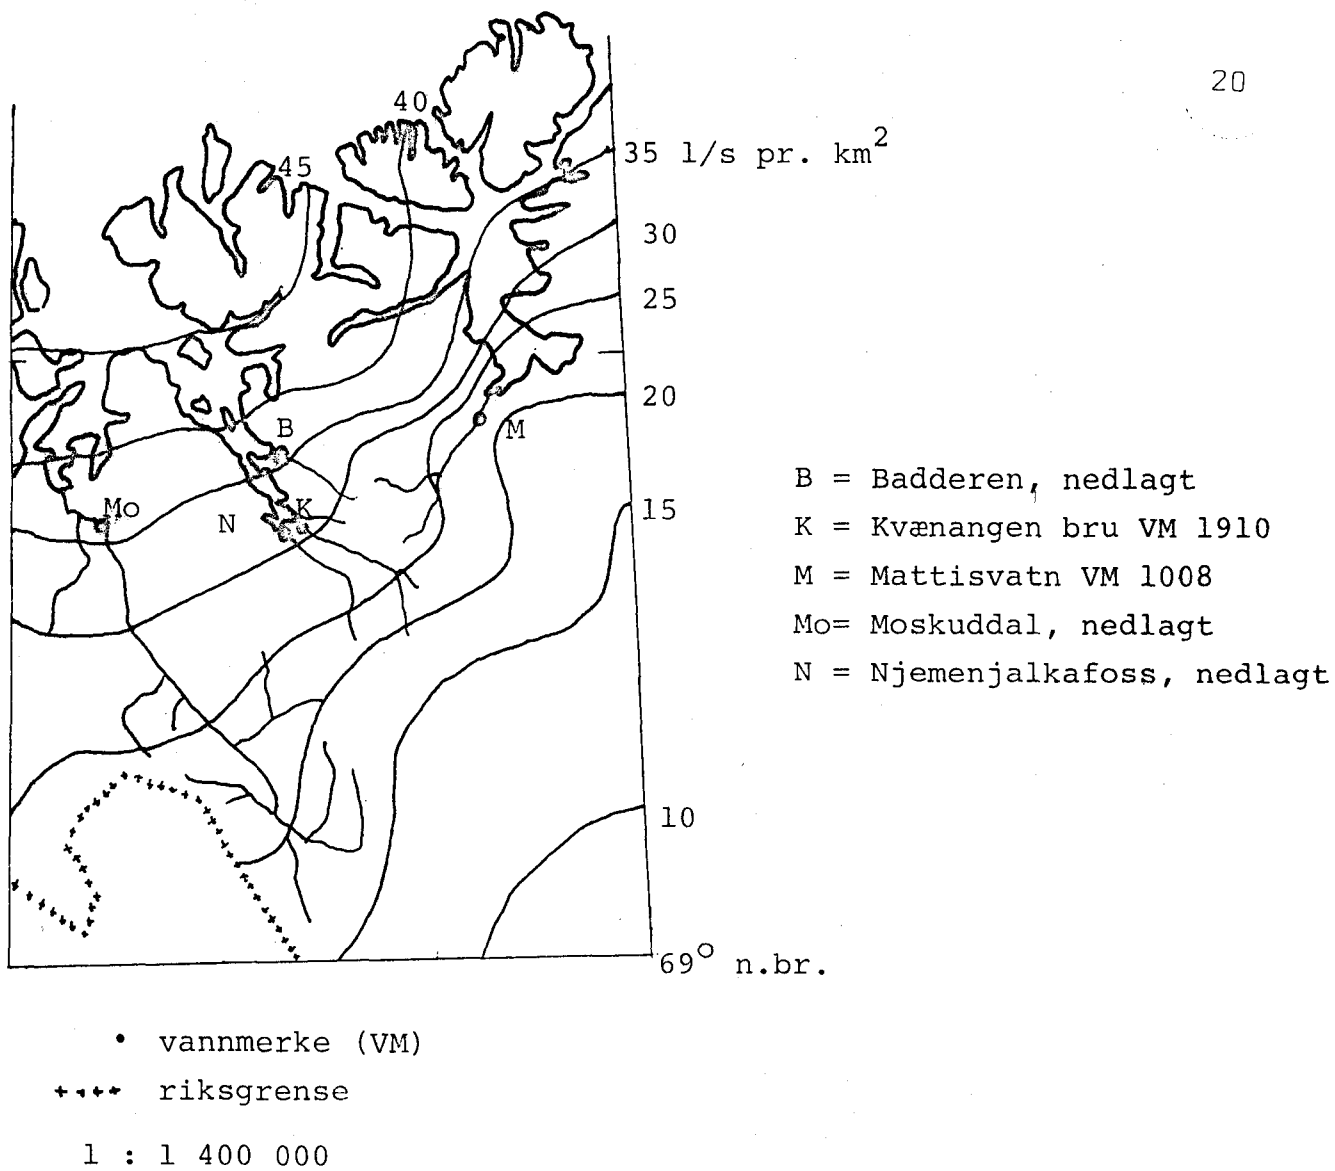 20
40
45
35 l/s pr. km²
30
25
20
B
M
15
Mo
K
N
10
69° n.br.
B = Badderen, nedlagt
K = Kvænangen bru VM 1910
M = Mattisvatn VM 1008
Mo= Moskuddal, nedlagt
N = Njemenjalkafoss, nedlagt
• vannmerke (VM)
++++ riksgrense
1 : 1 400 000